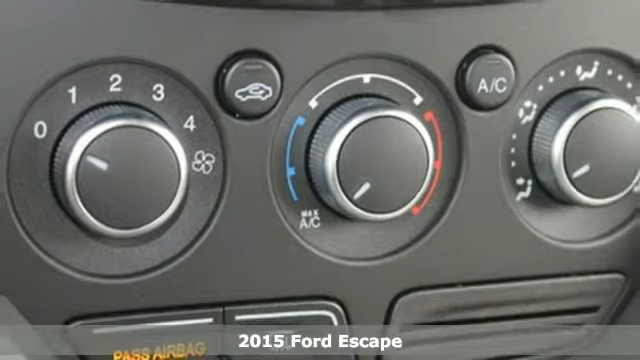 0 1 2 3 4
MAX
A/C
A/C
PASS AIRBAG
2015 Ford Escape